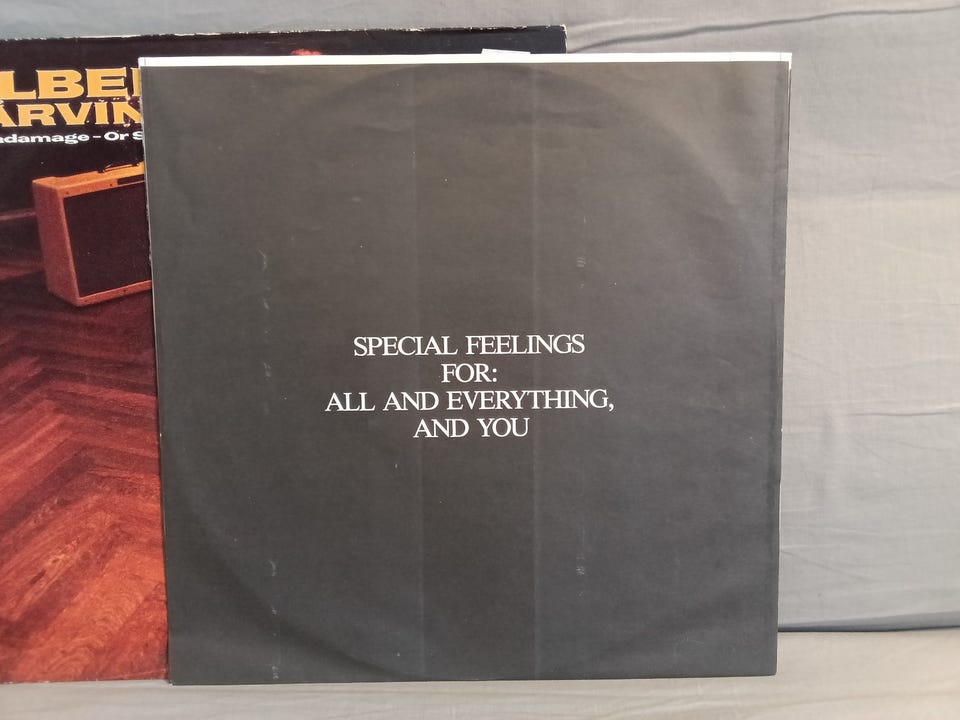 LBE
ARVIN
adamage – Or S
SPECIAL FEELINGS
FOR:
ALL AND EVERYTHING,
AND YOU